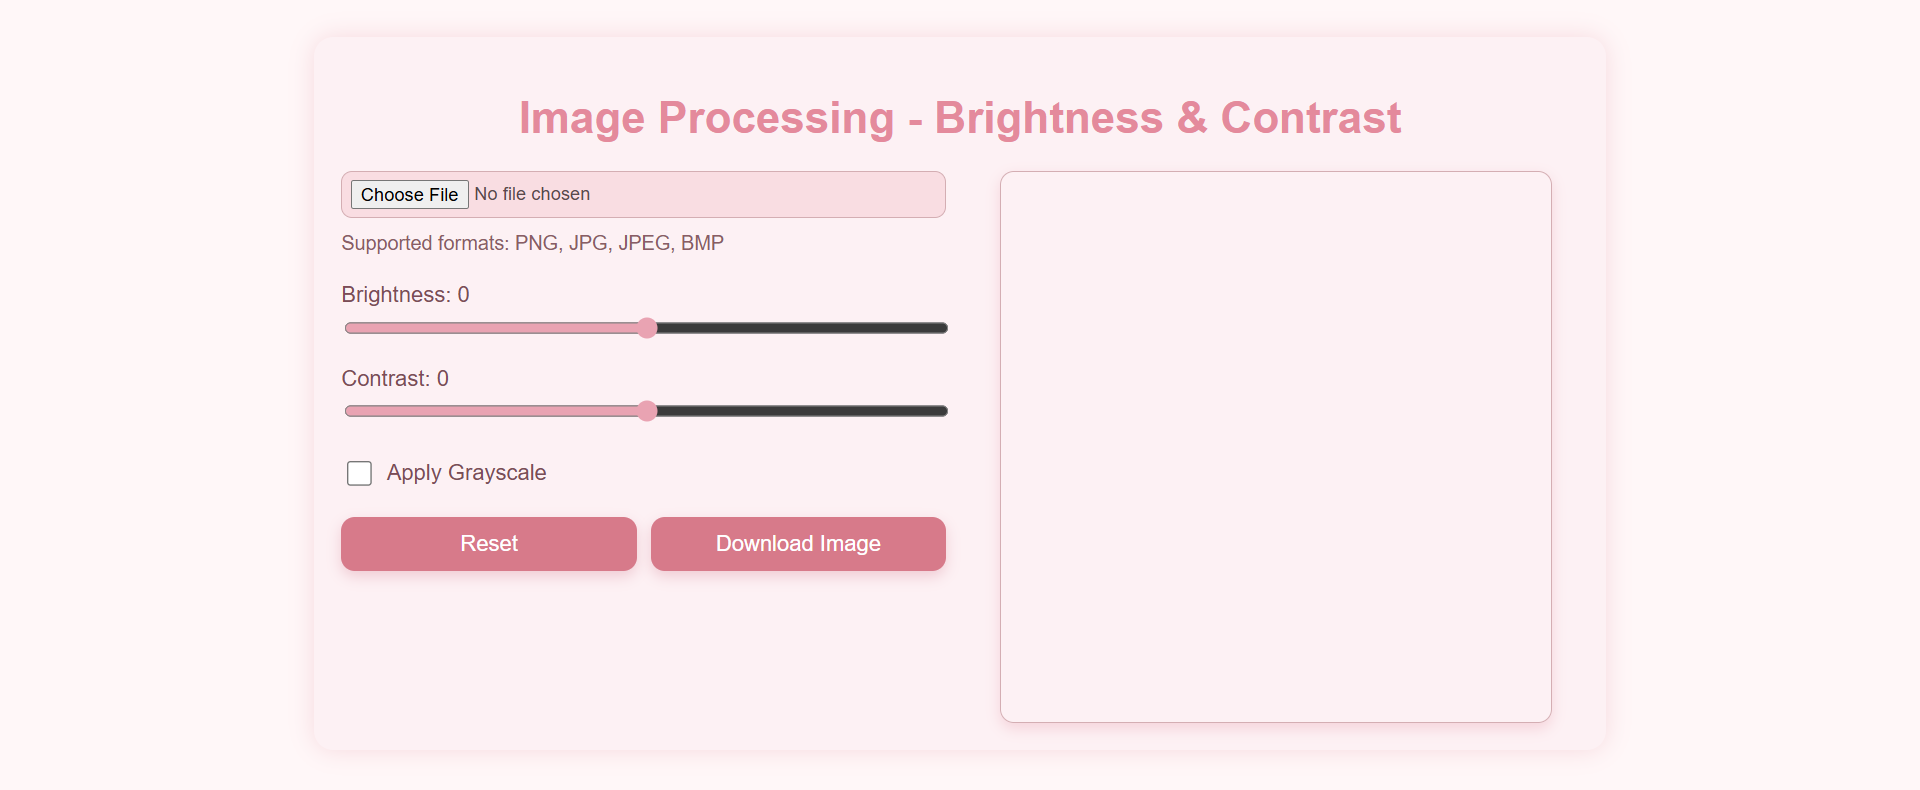 Image Processing - Brightness & Contrast
Choose File No file chosen
Supported formats: PNG, JPG, JPEG, BMP
Brightness: 0
Contrast: 0
Apply Grayscale
Reset
Download Image